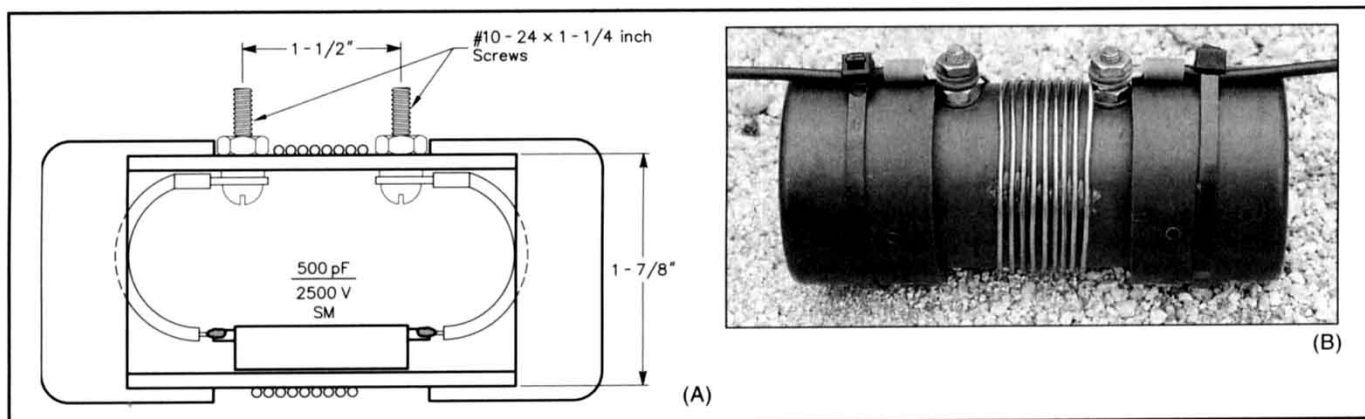 1 - 1/2"
#10 - 24 × 1 - 1/4 inch
Screws
500 pF
2500 V
SM
1 - 7/8"
(A)
(B)